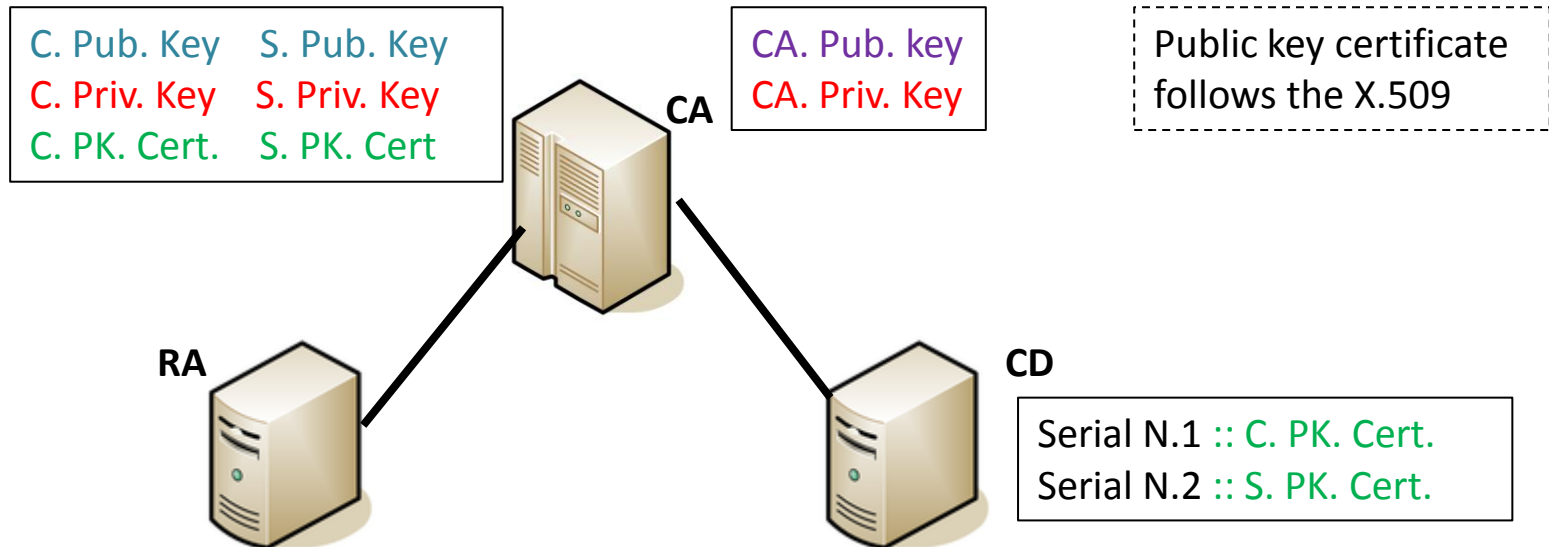 C. Pub. Key S. Pub. Key
C. Priv. Key S. Priv. Key
C. PK. Cert. S. PK. Cert
CA
CA. Pub. key
CA. Priv. Key
Public key certificate
follows the X.509
RA
CD
Serial N.1 :: C. PK. Cert.
Serial N.2 :: S. PK. Cert.